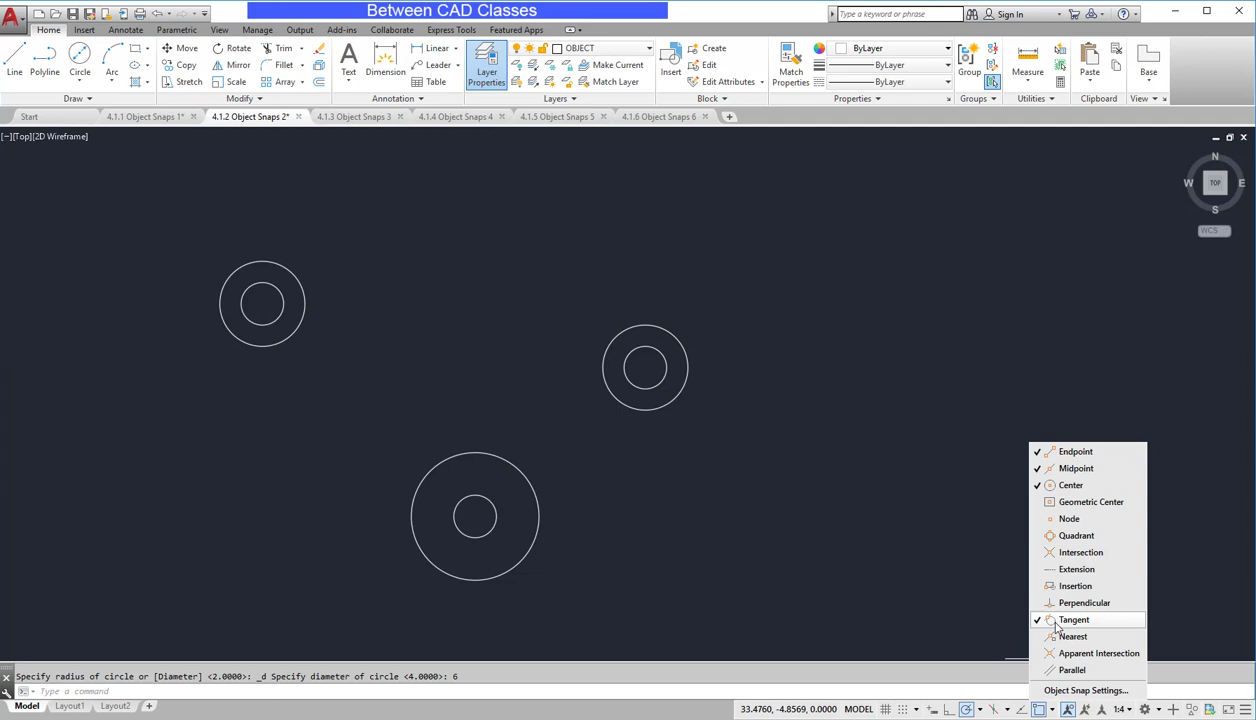 Between CAD Classes
Type a keyword or phrase
Sign In
Home Insert Annotate Parametric View Manage Output Add-ins Collaborate Express Tools Featured Apps
Line Polyline Circle Arc
Move Rotate Trim
Copy Mirror Fillet
Stretch Scale Array
Text Dimension
Linear
Leader
Table
Layer Properties
OBJECT
Make Current
Match Layer
Insert
Create
Edit
Edit Attributes
Match Properties
ByLayer
ByLayer
ByLayer
Group
Measure
Paste
Base
Draw Modify Annotation Layers Block Properties Groups Utilities Clipboard View
Start 4.1.1 Object Snaps 1* 4.1.2 Object Snaps 2* 4.1.3 Object Snaps 3 4.1.4 Object Snaps 4 4.1.5 Object Snaps 5 4.1.6 Object Snaps 6
[−][Top][2D Wireframe]
N
W TOP E
S
WCS
Endpoint
Midpoint
Center
Geometric Center
Node
Quadrant
Intersection
Extension
Insertion
Perpendicular
Tangent
Nearest
Apparent Intersection
Parallel
Object Snap Settings...
Specify radius of circle or [Diameter] <2.0000>: _d Specify diameter of circle <4.0000>: 6
Type a command
Model Layout1 Layout2 +
33.4760, -4.8569, 0.0000 MODEL 1:4